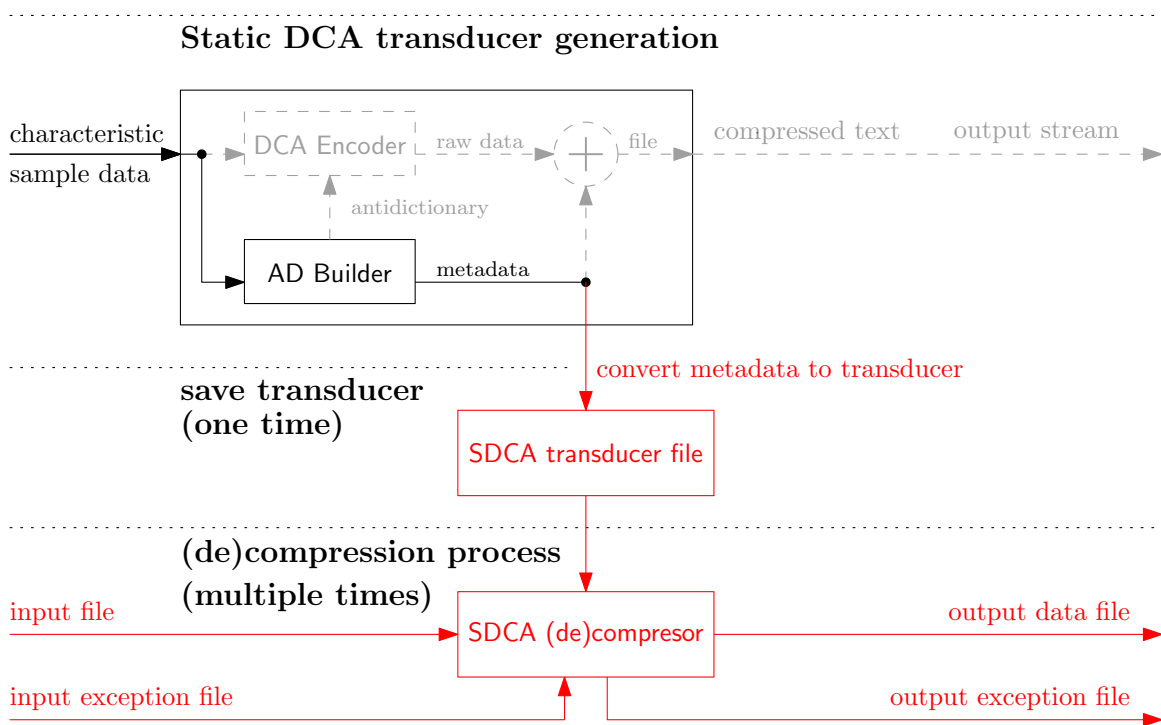 Static DCA transducer generation
characteristic
sample data
DCA Encoder
raw data
file
compressed text
output stream
antidictionary
AD Builder
metadata
convert metadata to transducer
save transducer
(one time)
SDCA transducer file
(de)compression process
(multiple times)
input file
SDCA (de)compresor
output data file
input exception file
output exception file